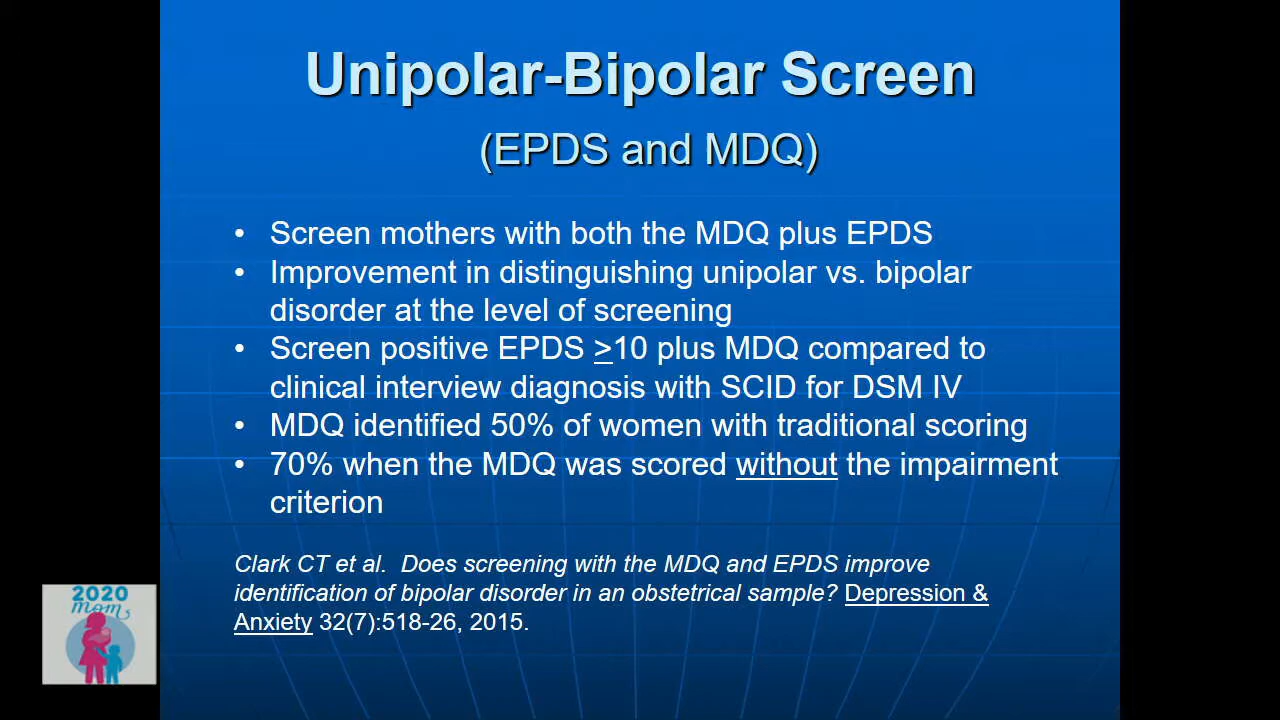 Unipolar-Bipolar Screen
(EPDS and MDQ)
• Screen mothers with both the MDQ plus EPDS
• Improvement in distinguishing unipolar vs. bipolar
disorder at the level of screening
• Screen positive EPDS >10 plus MDQ compared to
clinical interview diagnosis with SCID for DSM IV
• MDQ identified 50% of women with traditional scoring
• 70% when the MDQ was scored without the impairment
criterion
Clark CT et al. Does screening with the MDQ and EPDS improve
identification of bipolar disorder in an obstetrical sample? Depression &
Anxiety 32(7):518-26, 2015.
2020
mom